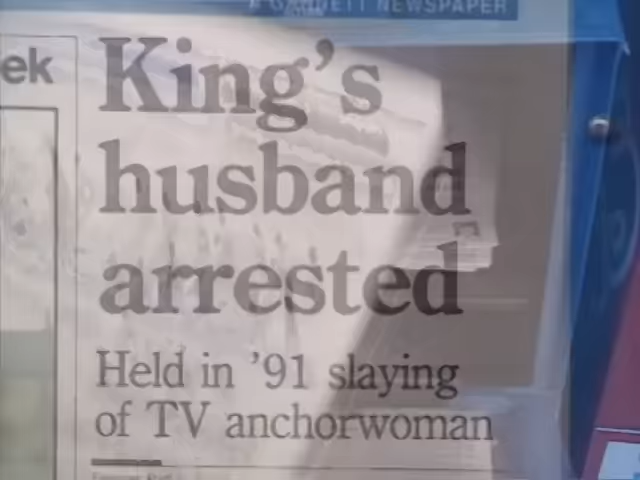 A GANNETT NEWSPAPER
ek
King's
husband
arrested
Held in '91 slaying
of TV anchorwoman